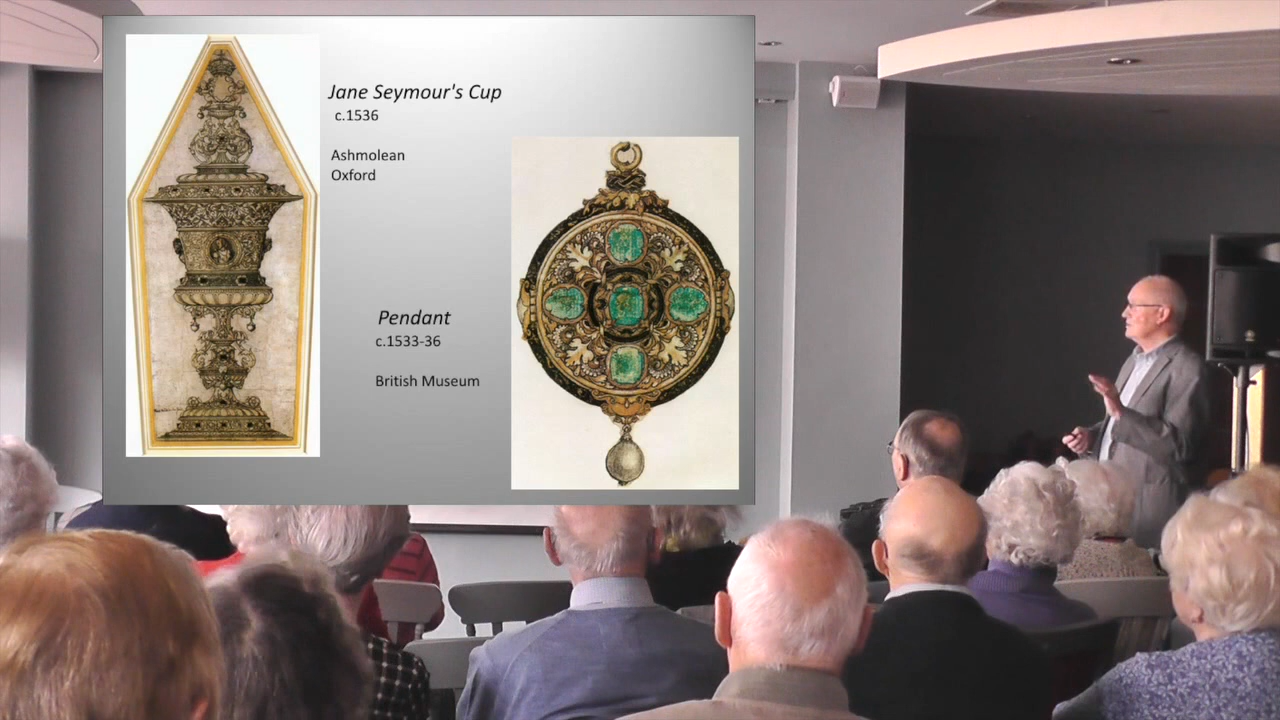 Jane Seymour's Cup
c.1536
Ashmolean
Oxford
Pendant
c.1533-36
British Museum